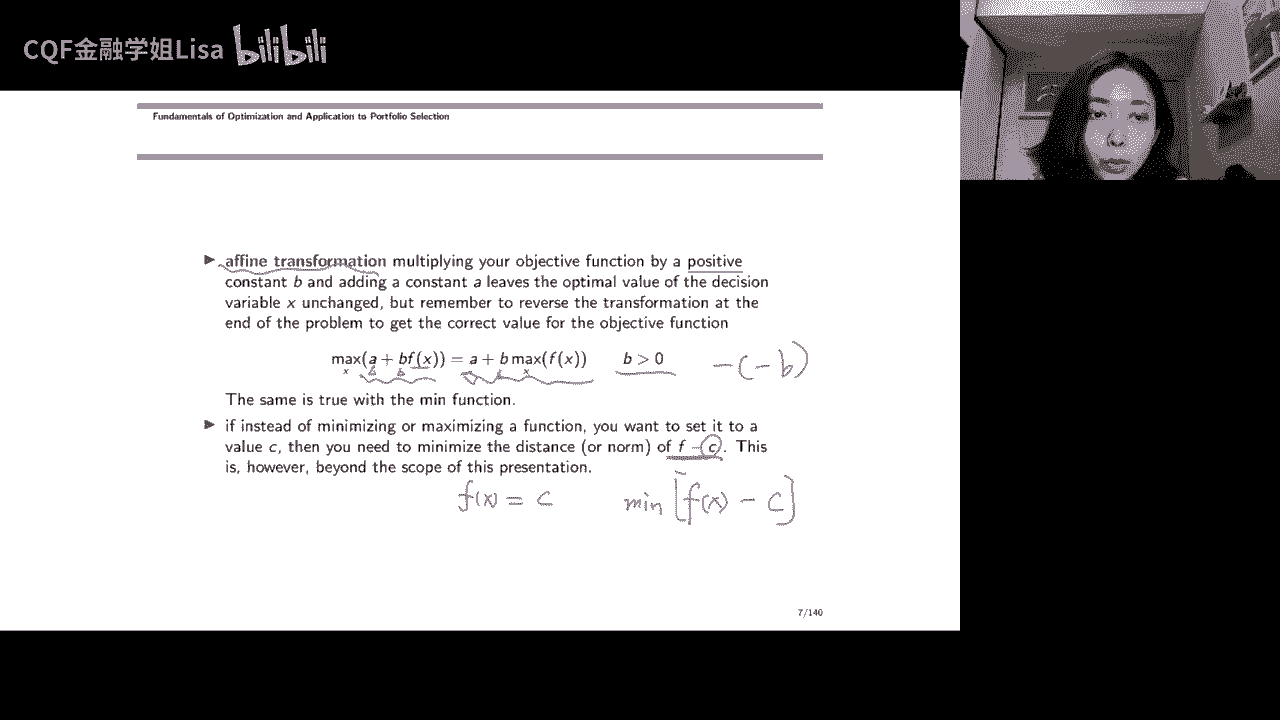 CQF金融学姐Lisa bilibili
Fundamentals of Optimization and Application to Portfolio Selection
▶ affine transformation multiplying your objective function by a positive
constant b and adding a constant a leaves the optimal value of the decision
variable x unchanged, but remember to reverse the transformation at the
end of the problem to get the correct value for the objective function
max(a + bf(x)) = a + b max(f(x)) b > 0 -(-b)
x x
The same is true with the min function.
▶ if instead of minimizing or maximizing a function, you want to set it to a
value c, then you need to minimize the distance (or norm) of f - c. This
is, however, beyond the scope of this presentation.
f(x) = c min [f(x) - c]
7/140